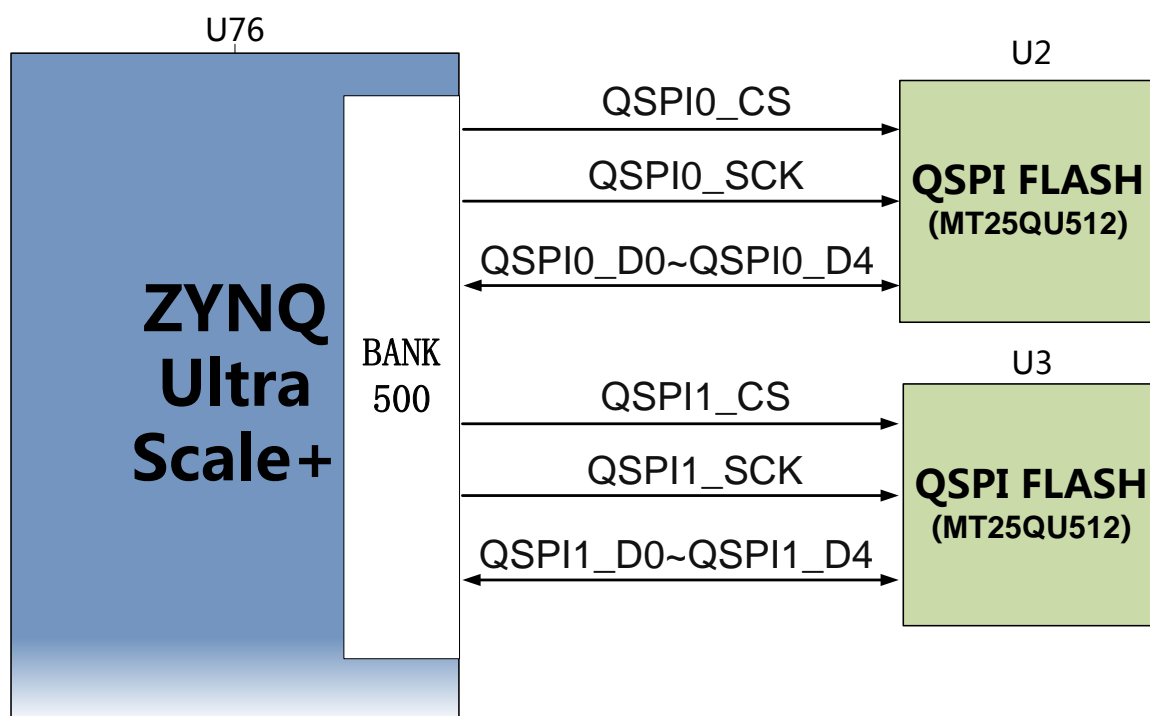 U76
ZYNQ
Ultra
Scale+
BANK
500
QSPI0_CS
QSPI0_SCK
QSPI0_D0~QSPI0_D4
U2
QSPI FLASH
(MT25QU512)
QSPI1_CS
QSPI1_SCK
QSPI1_D0~QSPI1_D4
U3
QSPI FLASH
(MT25QU512)